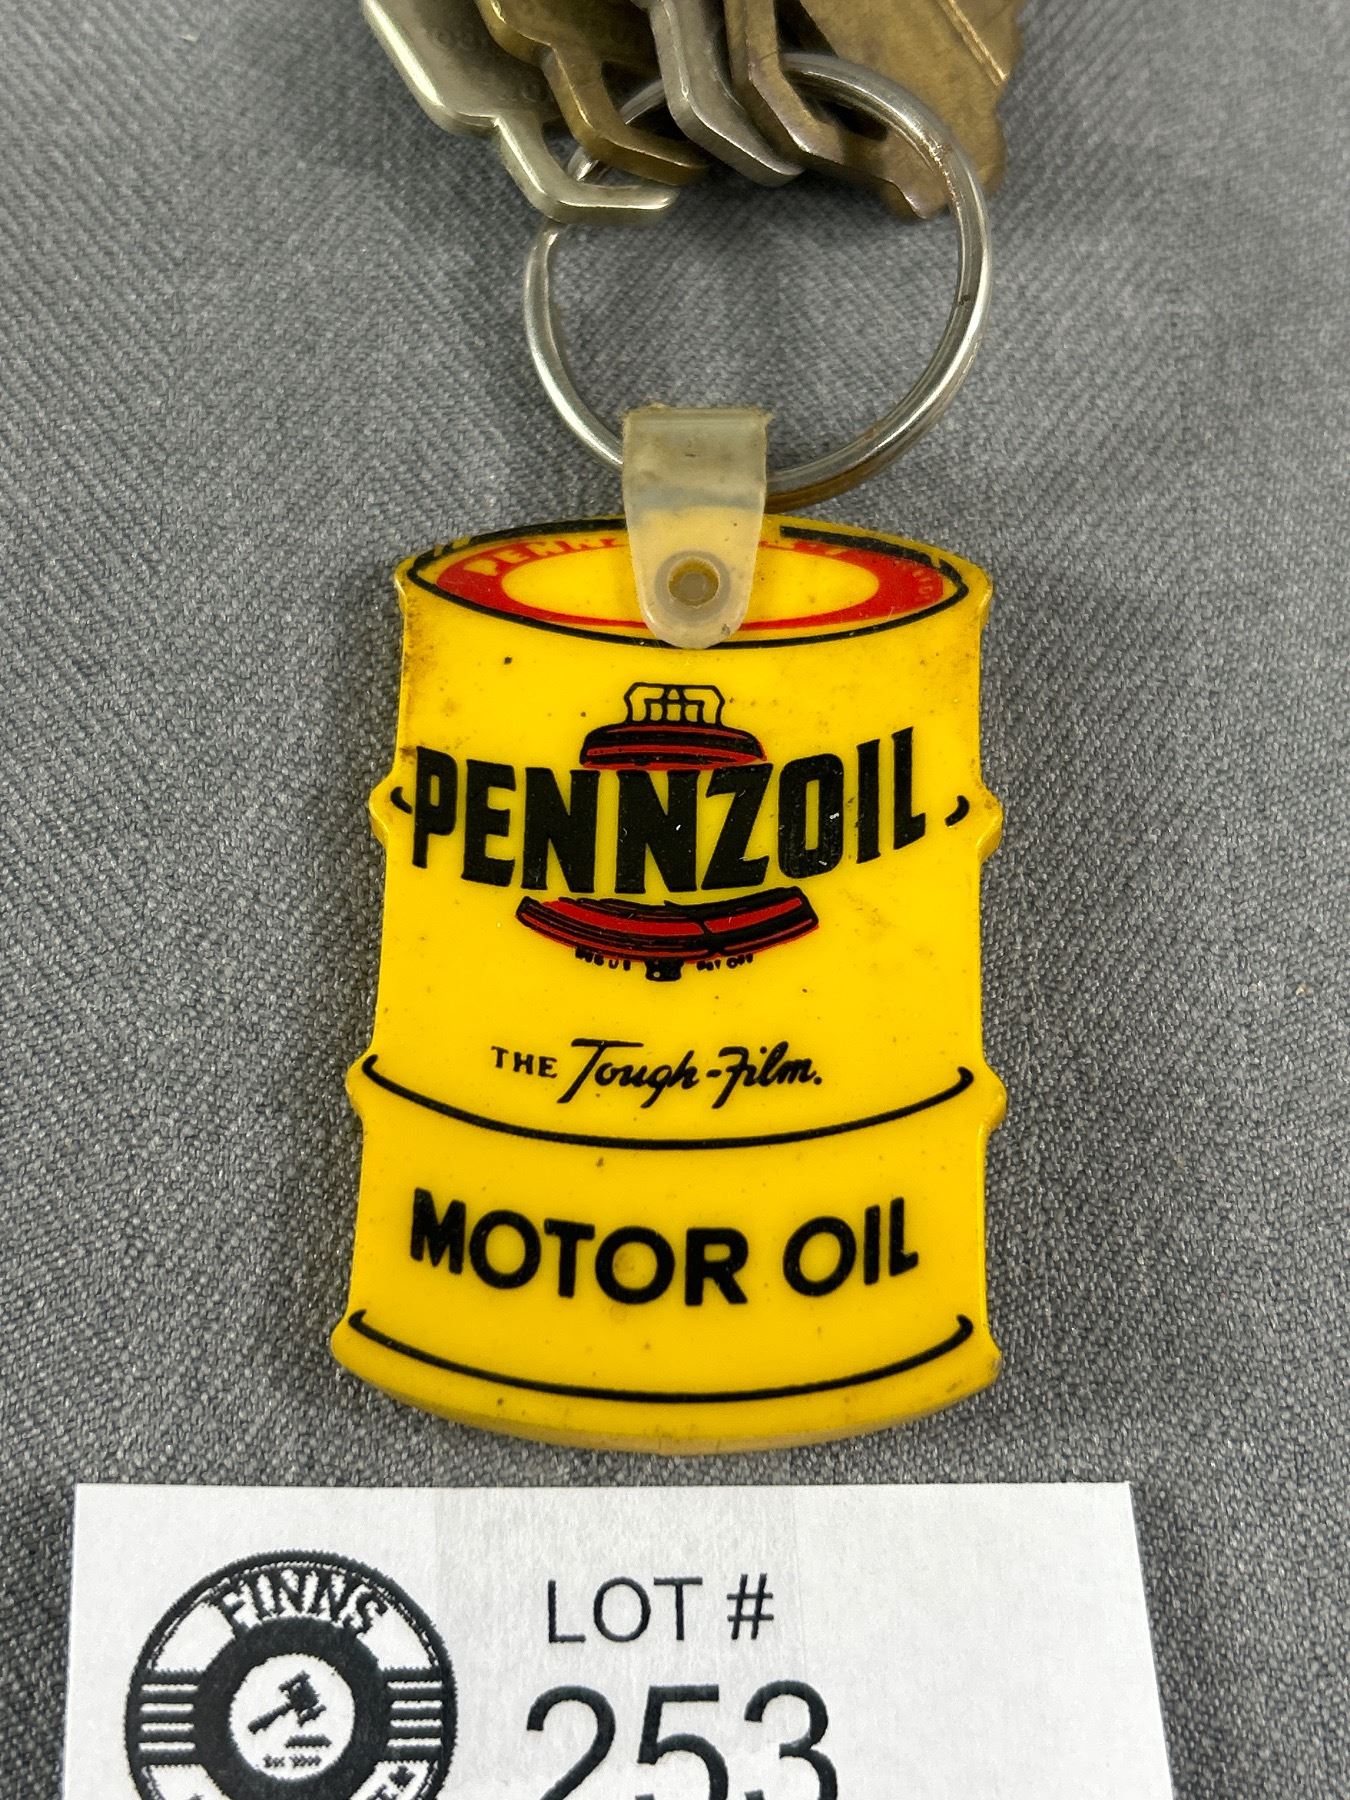 PENNZOIL
THE Tough-Film.
MOTOR OIL
FINNS
LOT #
253